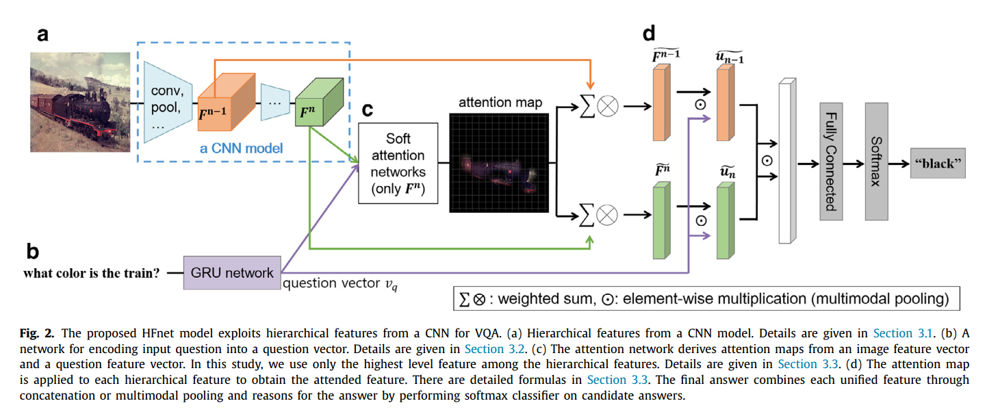 a
d
conv,
pool,
...
Fⁿ⁻¹
...
Fⁿ
a CNN model
c
Soft
attention
networks
(only Fⁿ)
attention map
∑⊗
∑⊗
F̃ⁿ⁻¹
ũₙ₋₁
⊙
F̃ⁿ
ũₙ
⊙
⊙
Fully Connected
Softmax
“black”
b
what color is the train?
GRU network
question vector v_q
∑⊗ : weighted sum, ⊙: element-wise multiplication (multimodal pooling)
Fig. 2. The proposed HFnet model exploits hierarchical features from a CNN for VQA. (a) Hierarchical features from a CNN model. Details are given in Section 3.1. (b) A
network for encoding input question into a question vector. Details are given in Section 3.2. (c) The attention network derives attention maps from an image feature vector
and a question feature vector. In this study, we use only the highest level feature among the hierarchical features. Details are given in Section 3.3. (d) The attention map
is applied to each hierarchical feature to obtain the attended feature. There are detailed formulas in Section 3.3. The final answer combines each unified feature through
concatenation or multimodal pooling and reasons for the answer by performing softmax classifier on candidate answers.